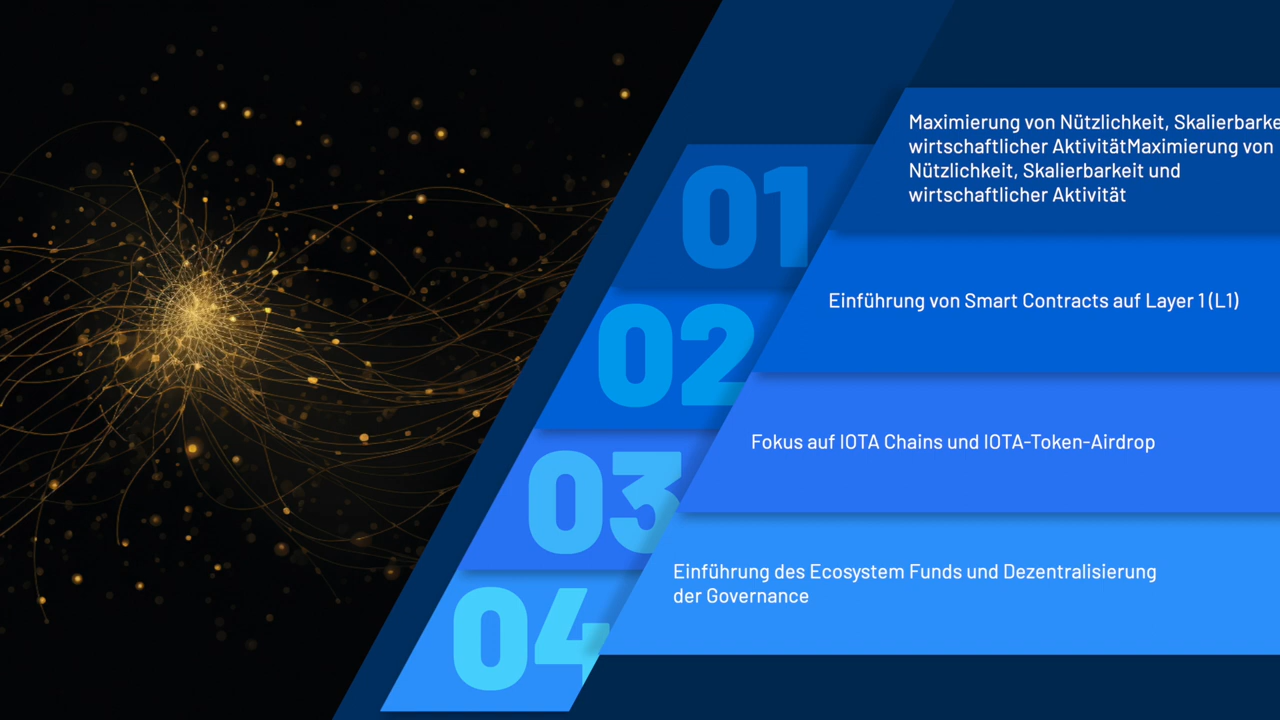 01
Maximierung von Nützlichkeit, Skalierbarke
wirtschaftlicher AktivitätMaximierung von
Nützlichkeit, Skalierbarkeit und
wirtschaftlicher Aktivität
02
Einführung von Smart Contracts auf Layer 1 (L1)
03
Fokus auf IOTA Chains und IOTA-Token-Airdrop
04
Einführung des Ecosystem Funds und Dezentralisierung
der Governance